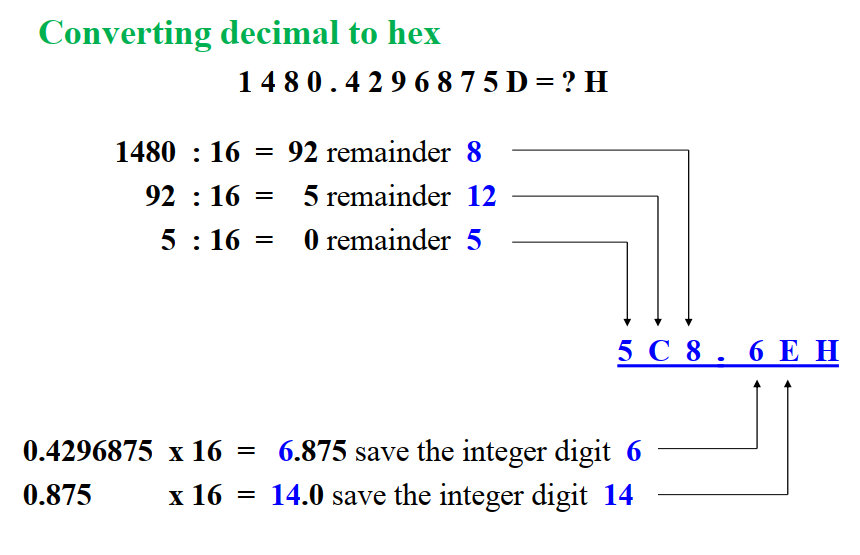 Converting decimal to hex
1 4 8 0 . 4 2 9 6 8 7 5 D = ? H
1480 : 16 = 92 remainder 8
92 : 16 = 5 remainder 12
5 : 16 = 0 remainder 5
5 C 8 . 6 E H
0.4296875 x 16 = 6.875 save the integer digit 6
0.875 x 16 = 14.0 save the integer digit 14